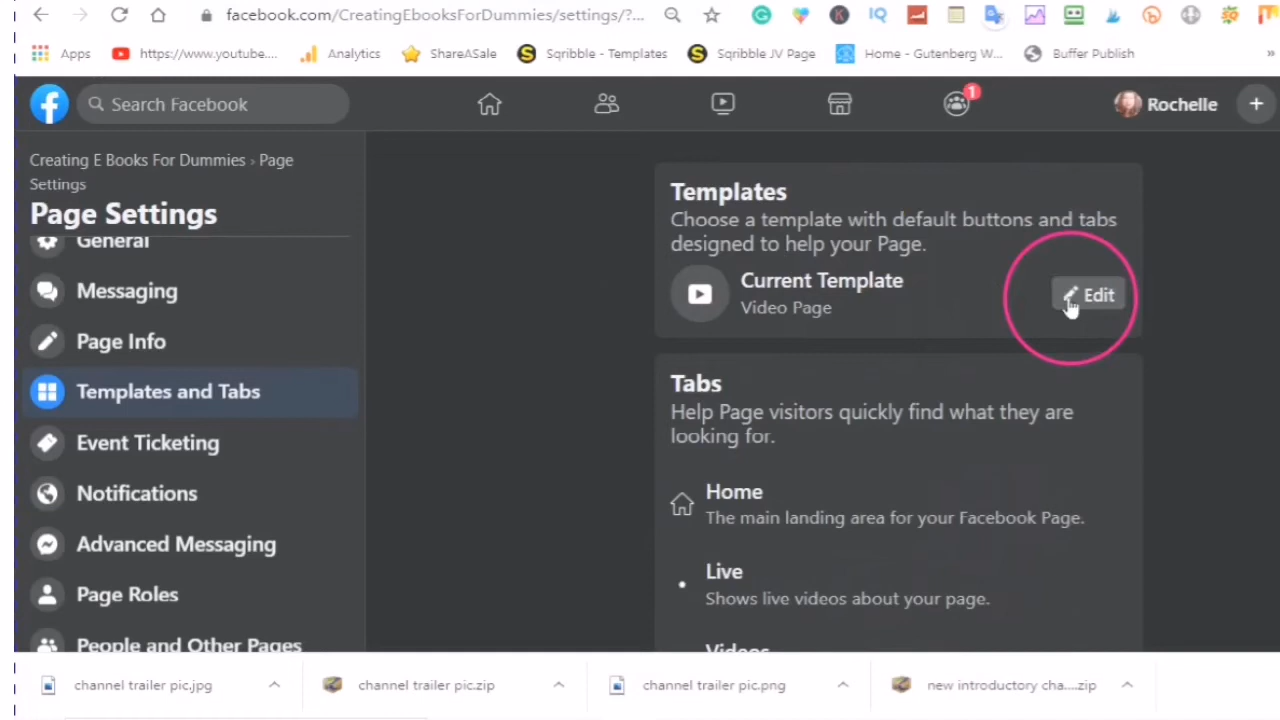 facebook.com/CreatingEbooksForDummies/settings/?...
Apps
https://www.youtube....
Analytics
ShareASale
Sqribble - Templates
Sqribble JV Page
Home - Gutenberg W...
Buffer Publish
»
Search Facebook
1
Rochelle
Creating E Books For Dummies › Page
Settings
Page Settings
General
Messaging
Page Info
Templates and Tabs
Event Ticketing
Notifications
Advanced Messaging
Page Roles
People and Other Pages
Templates
Choose a template with default buttons and tabs
designed to help your Page.
Current Template
Video Page
Edit
Tabs
Help Page visitors quickly find what they are
looking for.
Home
The main landing area for your Facebook Page.
Live
Shows live videos about your page.
Videos
channel trailer pic.jpg
channel trailer pic.zip
channel trailer pic.png
new introductory cha....zip